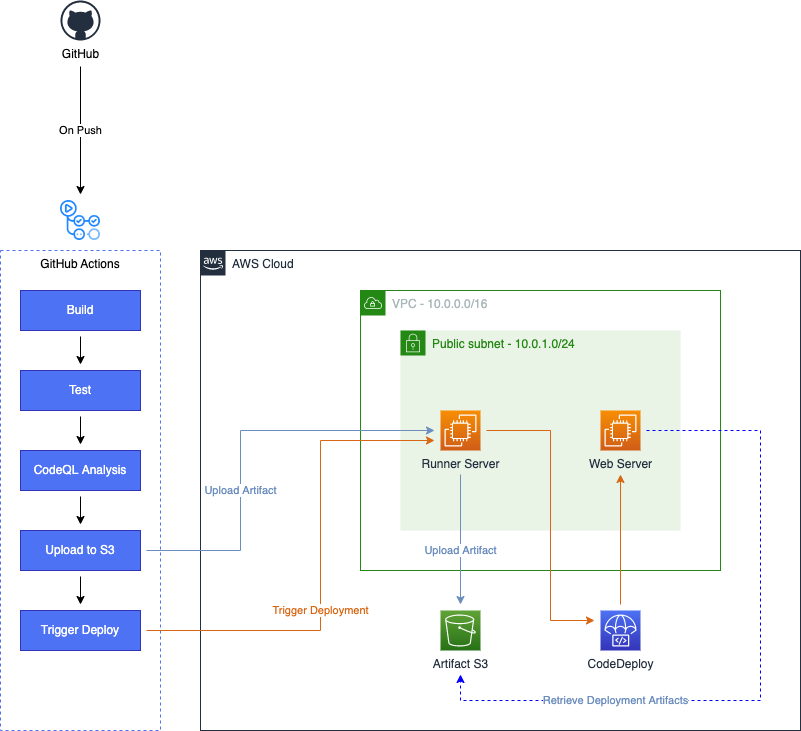 GitHub
On Push
GitHub Actions
Build
Test
CodeQL Analysis
Upload to S3
Trigger Deploy
aws
AWS Cloud
VPC - 10.0.0.0/16
Public subnet - 10.0.1.0/24
Runner Server
Web Server
Upload Artifact
Upload Artifact
Trigger Deployment
Artifact S3
CodeDeploy
Retrieve Deployment Artifacts